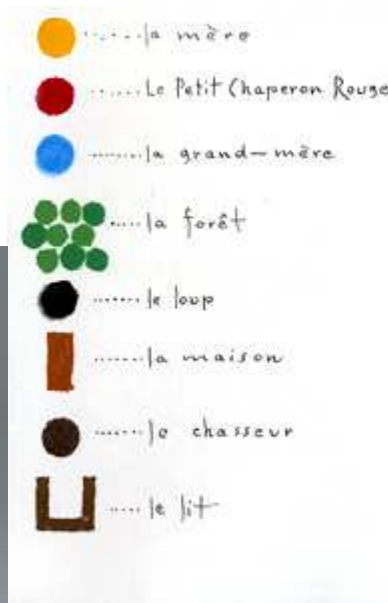 la mère
Le Petit Chaperon Rouge
la grand-mère
la forêt
le loup
la maison
le chasseur
le lit